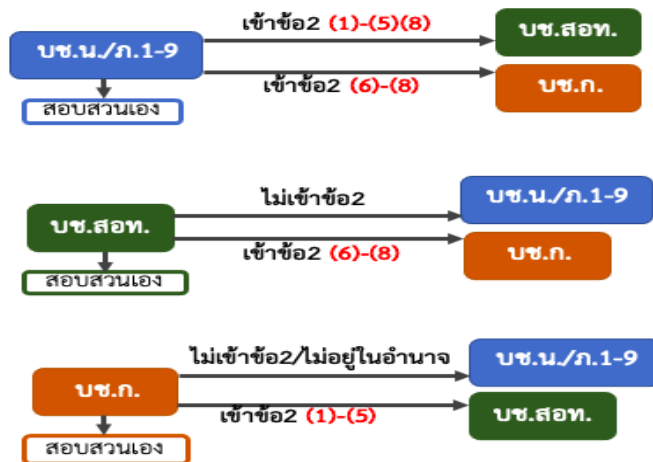 เข้าข้อ2 (1)-(5)(8)
บช.น./ภ.1-9
บช.สอท.
เข้าข้อ2 (6)-(8)
บช.ก.
สอบสวนเอง
ไม่เข้าข้อ2
บช.น./ภ.1-9
บช.สอท.
เข้าข้อ2 (6)-(8)
บช.ก.
สอบสวนเอง
ไม่เข้าข้อ2/ไม่อยู่ในอำนาจ
บช.น./ภ.1-9
บช.ก.
เข้าข้อ2 (1)-(5)
บช.สอท.
สอบสวนเอง